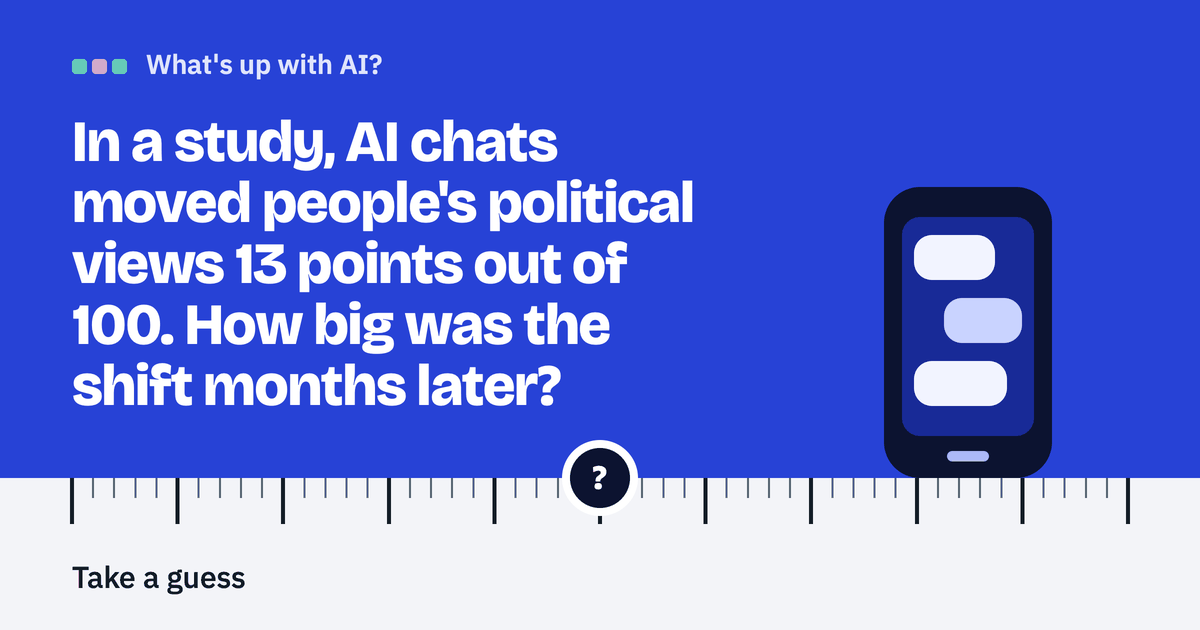 What's up with AI?
In a study, AI chats
moved people's political
views 13 points out of
100. How big was the
shift months later?
?
Take a guess